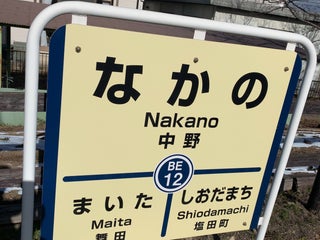 なかの
Nakano
中野
BE
12
まいた しおだまち
Maita Shiodamachi
舞田 塩田町